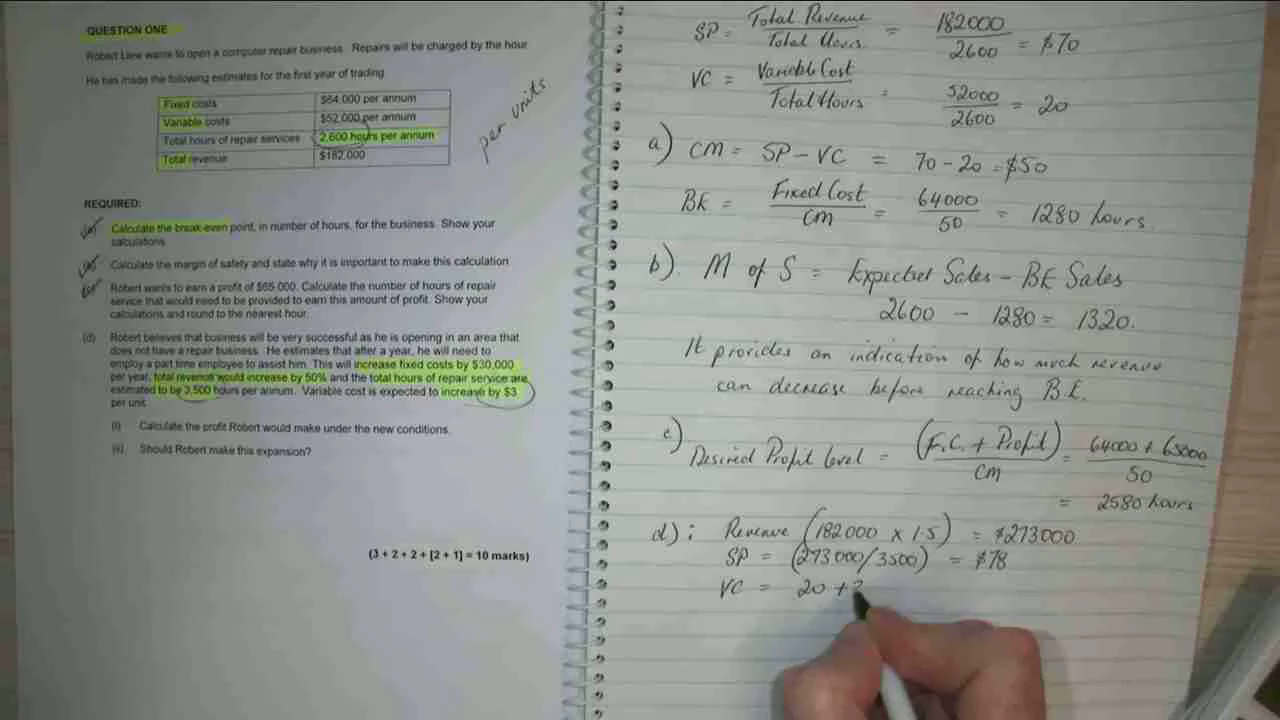 QUESTION ONE
Robert Liew wants to open a computer repair business. Repairs will be charged by the hour
He has made the following estimates for the first year of trading
Fixed costs $64,000 per annum
Variable costs $52,000 per annum
Total hours of repair services 2,600 hours per annum
Total revenue $182,000
per units
REQUIRED:
Calculate the break-even point, in number of hours, for the business. Show your
calculations
Calculate the margin of safety and state why it is important to make this calculation
Robert wants to earn a profit of $65 000. Calculate the number of hours of repair
service that would need to be provided to earn this amount of profit. Show your
calculations and round to the nearest hour.
(d) Robert believes that business will be very successful as he is opening in an area that
does not have a repair business. He estimates that after a year, he will need to
employ a part time employee to assist him. This will increase fixed costs by $30,000
per year, total revenue would increase by 50% and the total hours of repair service are
estimated to be 3,500 hours per annum. Variable cost is expected to increase by $3
per unit
(i) Calculate the profit Robert would make under the new conditions.
(ii) Should Robert make this expansion?
(3 + 2 + 2 + [2 + 1] = 10 marks)
SP = Total Revenue / Total Hours = 182000 / 2600 = $70
VC = Variable Cost / Total Hours = 52000 / 2600 = 20
a) CM = SP - VC = 70 - 20 = $50
BE = Fixed Cost / CM = 64000 / 50 = 1280 hours.
b). M of S = Expected Sales - BE Sales
2600 - 1280 = 1320.
It provides an indication of how much revenue
can decrease before reaching B.E.
c) Desired Profit Level = (F.C. + Profit) / CM = 64000 + 65000 / 50
= 2580 hours
d) i Revenue (182000 x 1.5) = $273000
SP = (273000/3500) = $78
VC = 20 +